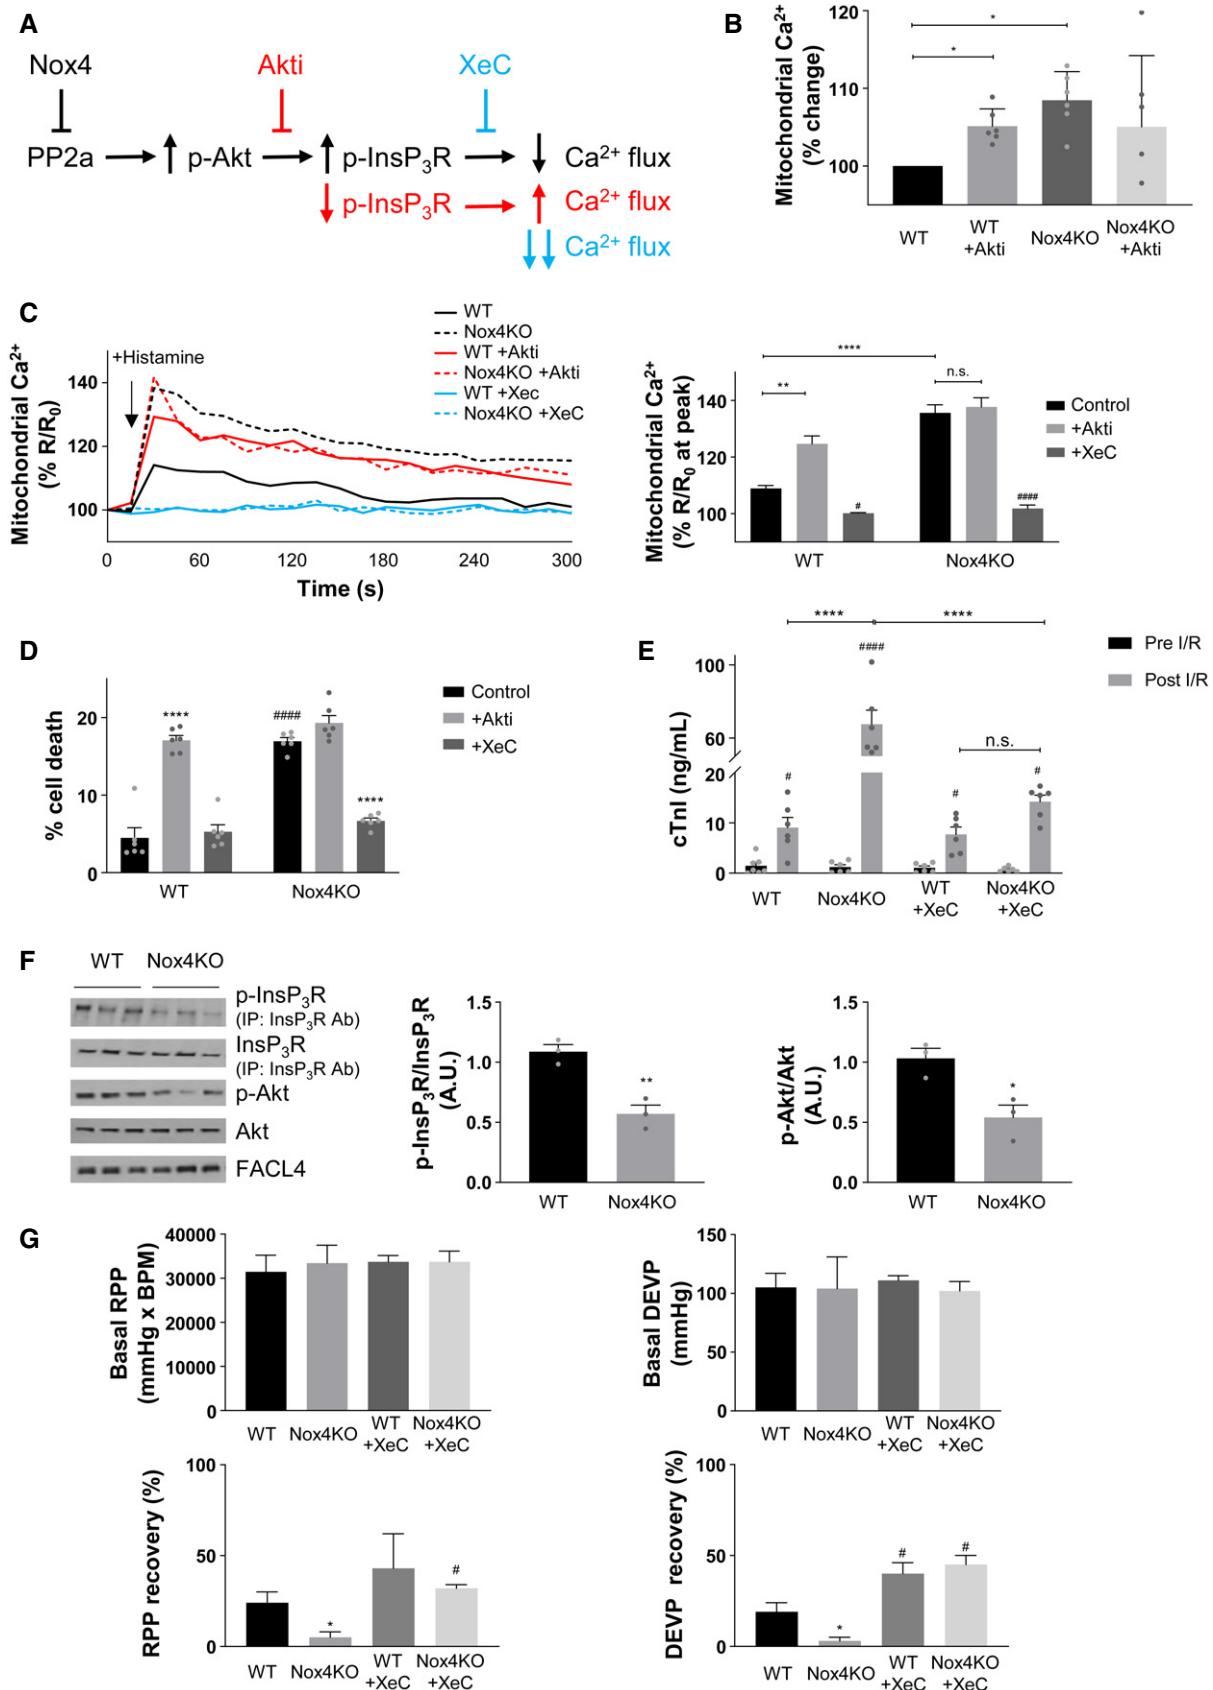 A
Nox4
Akti
XeC
PP2a
p-Akt
p-InsP3R
Ca2+ flux
p-InsP3R
Ca2+ flux
Ca2+ flux
B
Mitochondrial Ca2+
(% change)
120
110
100
*
*
WT
WT
+Akti
Nox4KO
Nox4KO
+Akti
C
WT
Nox4KO
WT +Akti
Nox4KO +Akti
WT +Xec
Nox4KO +XeC
+Histamine
Mitochondrial Ca2+
(% R/R0)
140
120
100
0
60
120
180
240
300
Time (s)
Mitochondrial Ca2+
(% R/R0 at peak)
140
120
100
****
**
n.s.
#
####
Control
+Akti
+XeC
WT
Nox4KO
D
% cell death
20
10
0
****
####
****
Control
+Akti
+XeC
WT
Nox4KO
E
cTnI (ng/mL)
100
60
20
10
0
****
****
####
n.s.
#
#
#
Pre I/R
Post I/R
WT
Nox4KO
WT
+XeC
Nox4KO
+XeC
F
WT
Nox4KO
p-InsP3R
(IP: InsP3R Ab)
InsP3R
(IP: InsP3R Ab)
p-Akt
Akt
FACL4
p-InsP3R/InsP3R
(A.U.)
1.5
1.0
0.5
0.0
**
WT
Nox4KO
p-Akt/Akt
(A.U.)
1.5
1.0
0.5
0.0
*
WT
Nox4KO
G
Basal RPP
(mmHg x BPM)
40000
30000
20000
10000
0
WT
Nox4KO
WT
+XeC
Nox4KO
+XeC
Basal DEVP
(mmHg)
150
100
50
0
WT
Nox4KO
WT
+XeC
Nox4KO
+XeC
RPP recovery (%)
100
50
0
*
#
WT
Nox4KO
WT
+XeC
Nox4KO
+XeC
DEVP recovery (%)
100
50
0
*
#
#
WT
Nox4KO
WT
+XeC
Nox4KO
+XeC